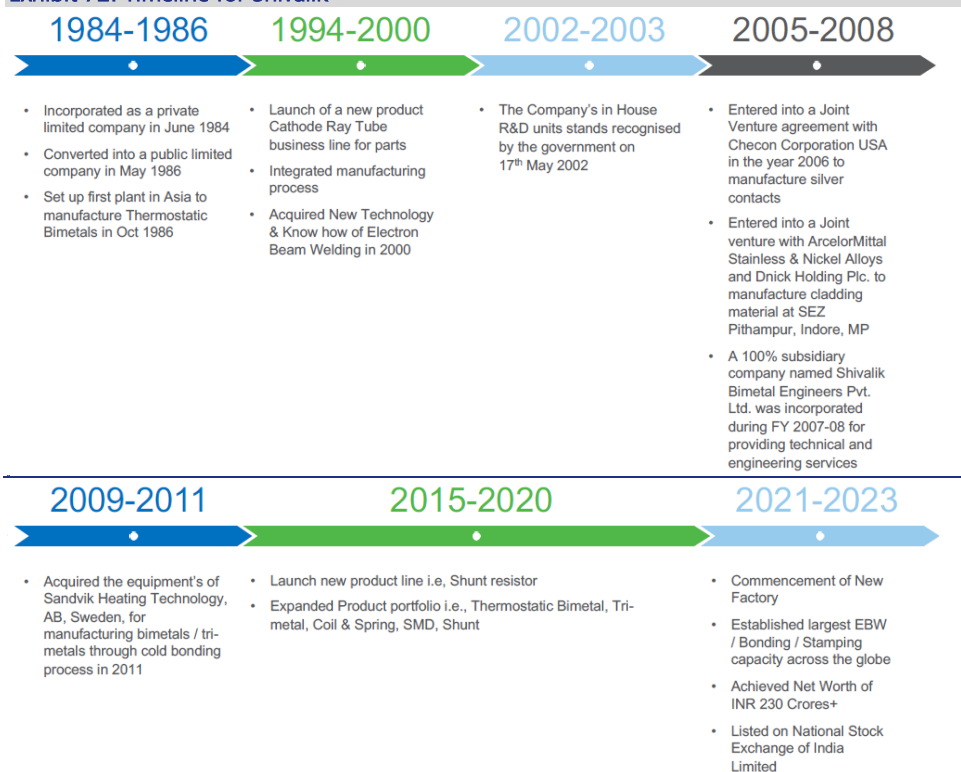 Exhibit 72: Timeline for Shivalik
1984-1986
• Incorporated as a private
limited company in June 1984
• Converted into a public limited
company in May 1986
• Set up first plant in Asia to
manufacture Thermostatic
Bimetals in Oct 1986
1994-2000
• Launch of a new product
Cathode Ray Tube
business line for parts
• Integrated manufacturing
process
• Acquired New Technology
& Know how of Electron
Beam Welding in 2000
2002-2003
• The Company's in House
R&D units stands recognised
by the government on
17th May 2002
2005-2008
• Entered into a Joint
Venture agreement with
Checon Corporation USA
in the year 2006 to
manufacture silver
contacts
• Entered into a Joint
venture with ArcelorMittal
Stainless & Nickel Alloys
and Dnick Holding Plc. to
manufacture cladding
material at SEZ
Pithampur, Indore, MP
• A 100% subsidiary
company named Shivalik
Bimetal Engineers Pvt.
Ltd. was incorporated
during FY 2007-08 for
providing technical and
engineering services
2009-2011
• Acquired the equipment's of
Sandvik Heating Technology,
AB, Sweden, for
manufacturing bimetals / tri-
metals through cold bonding
process in 2011
2015-2020
• Launch new product line i.e, Shunt resistor
• Expanded Product portfolio i.e., Thermostatic Bimetal, Tri-
metal, Coil & Spring, SMD, Shunt
2021-2023
• Commencement of New
Factory
• Established largest EBW
/ Bonding / Stamping
capacity across the globe
• Achieved Net Worth of
INR 230 Crores+
• Listed on National Stock
Exchange of India
Limited